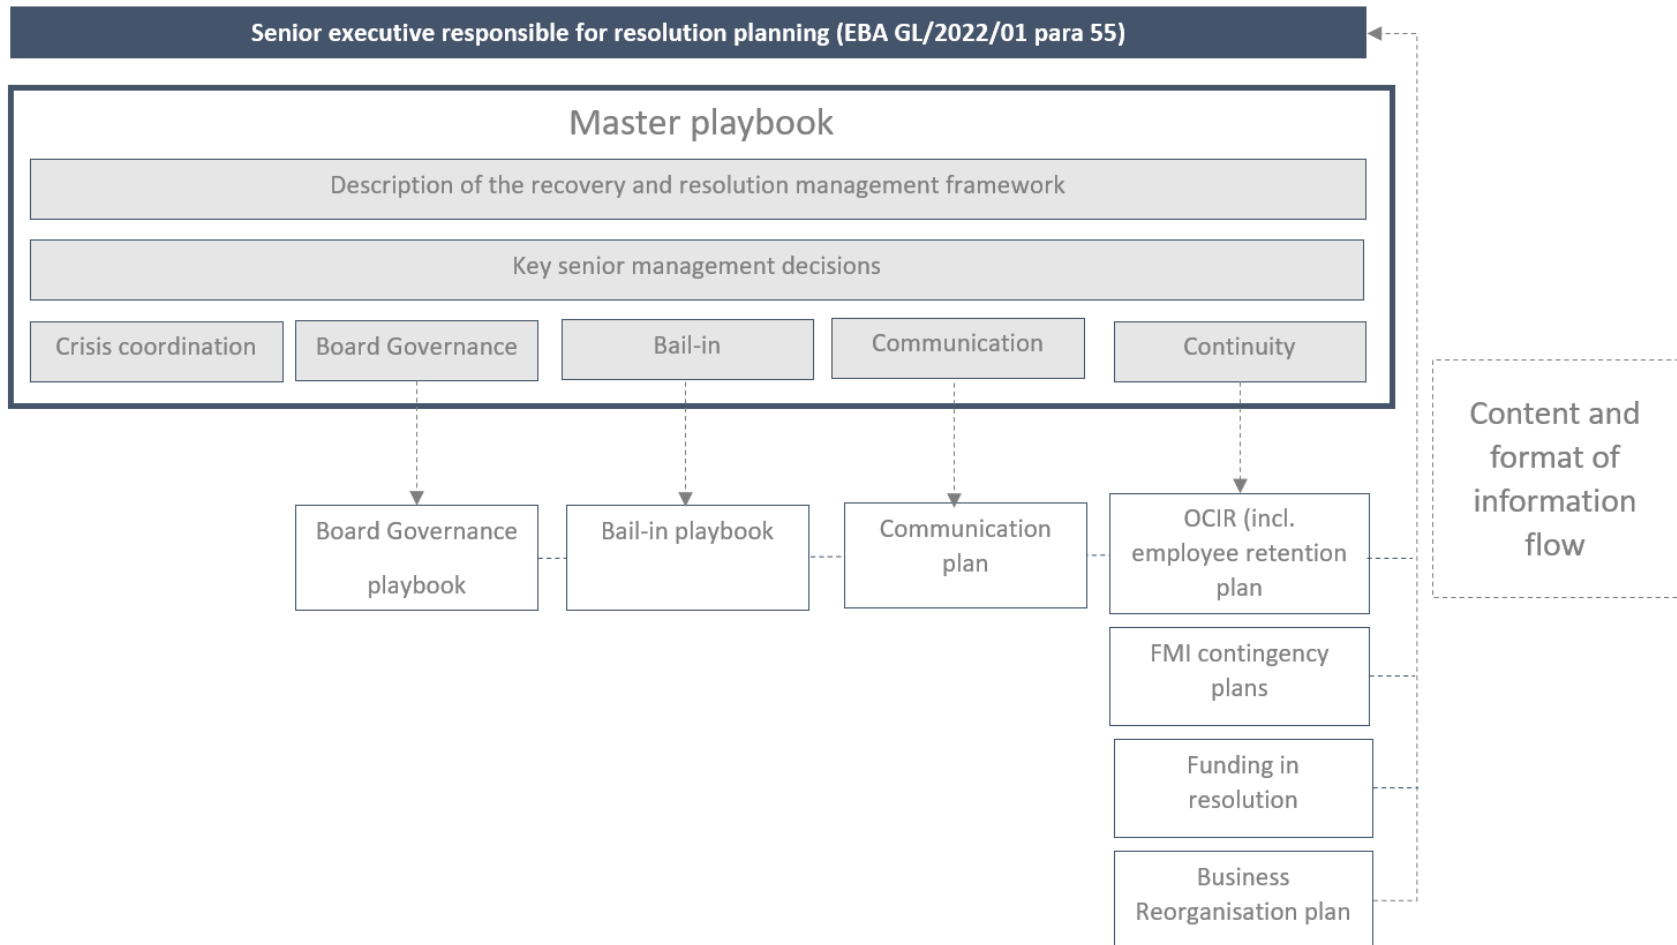 Senior executive responsible for resolution planning (EBA GL/2022/01 para 55)
Master playbook
Description of the recovery and resolution management framework
Key senior management decisions
Crisis coordination
Board Governance
Bail-in
Communication
Continuity
Content and
format of
information
flow
Board Governance
playbook
Bail-in playbook
Communication
plan
OCIR (incl.
employee retention
plan
FMI contingency
plans
Funding in
resolution
Business
Reorganisation plan